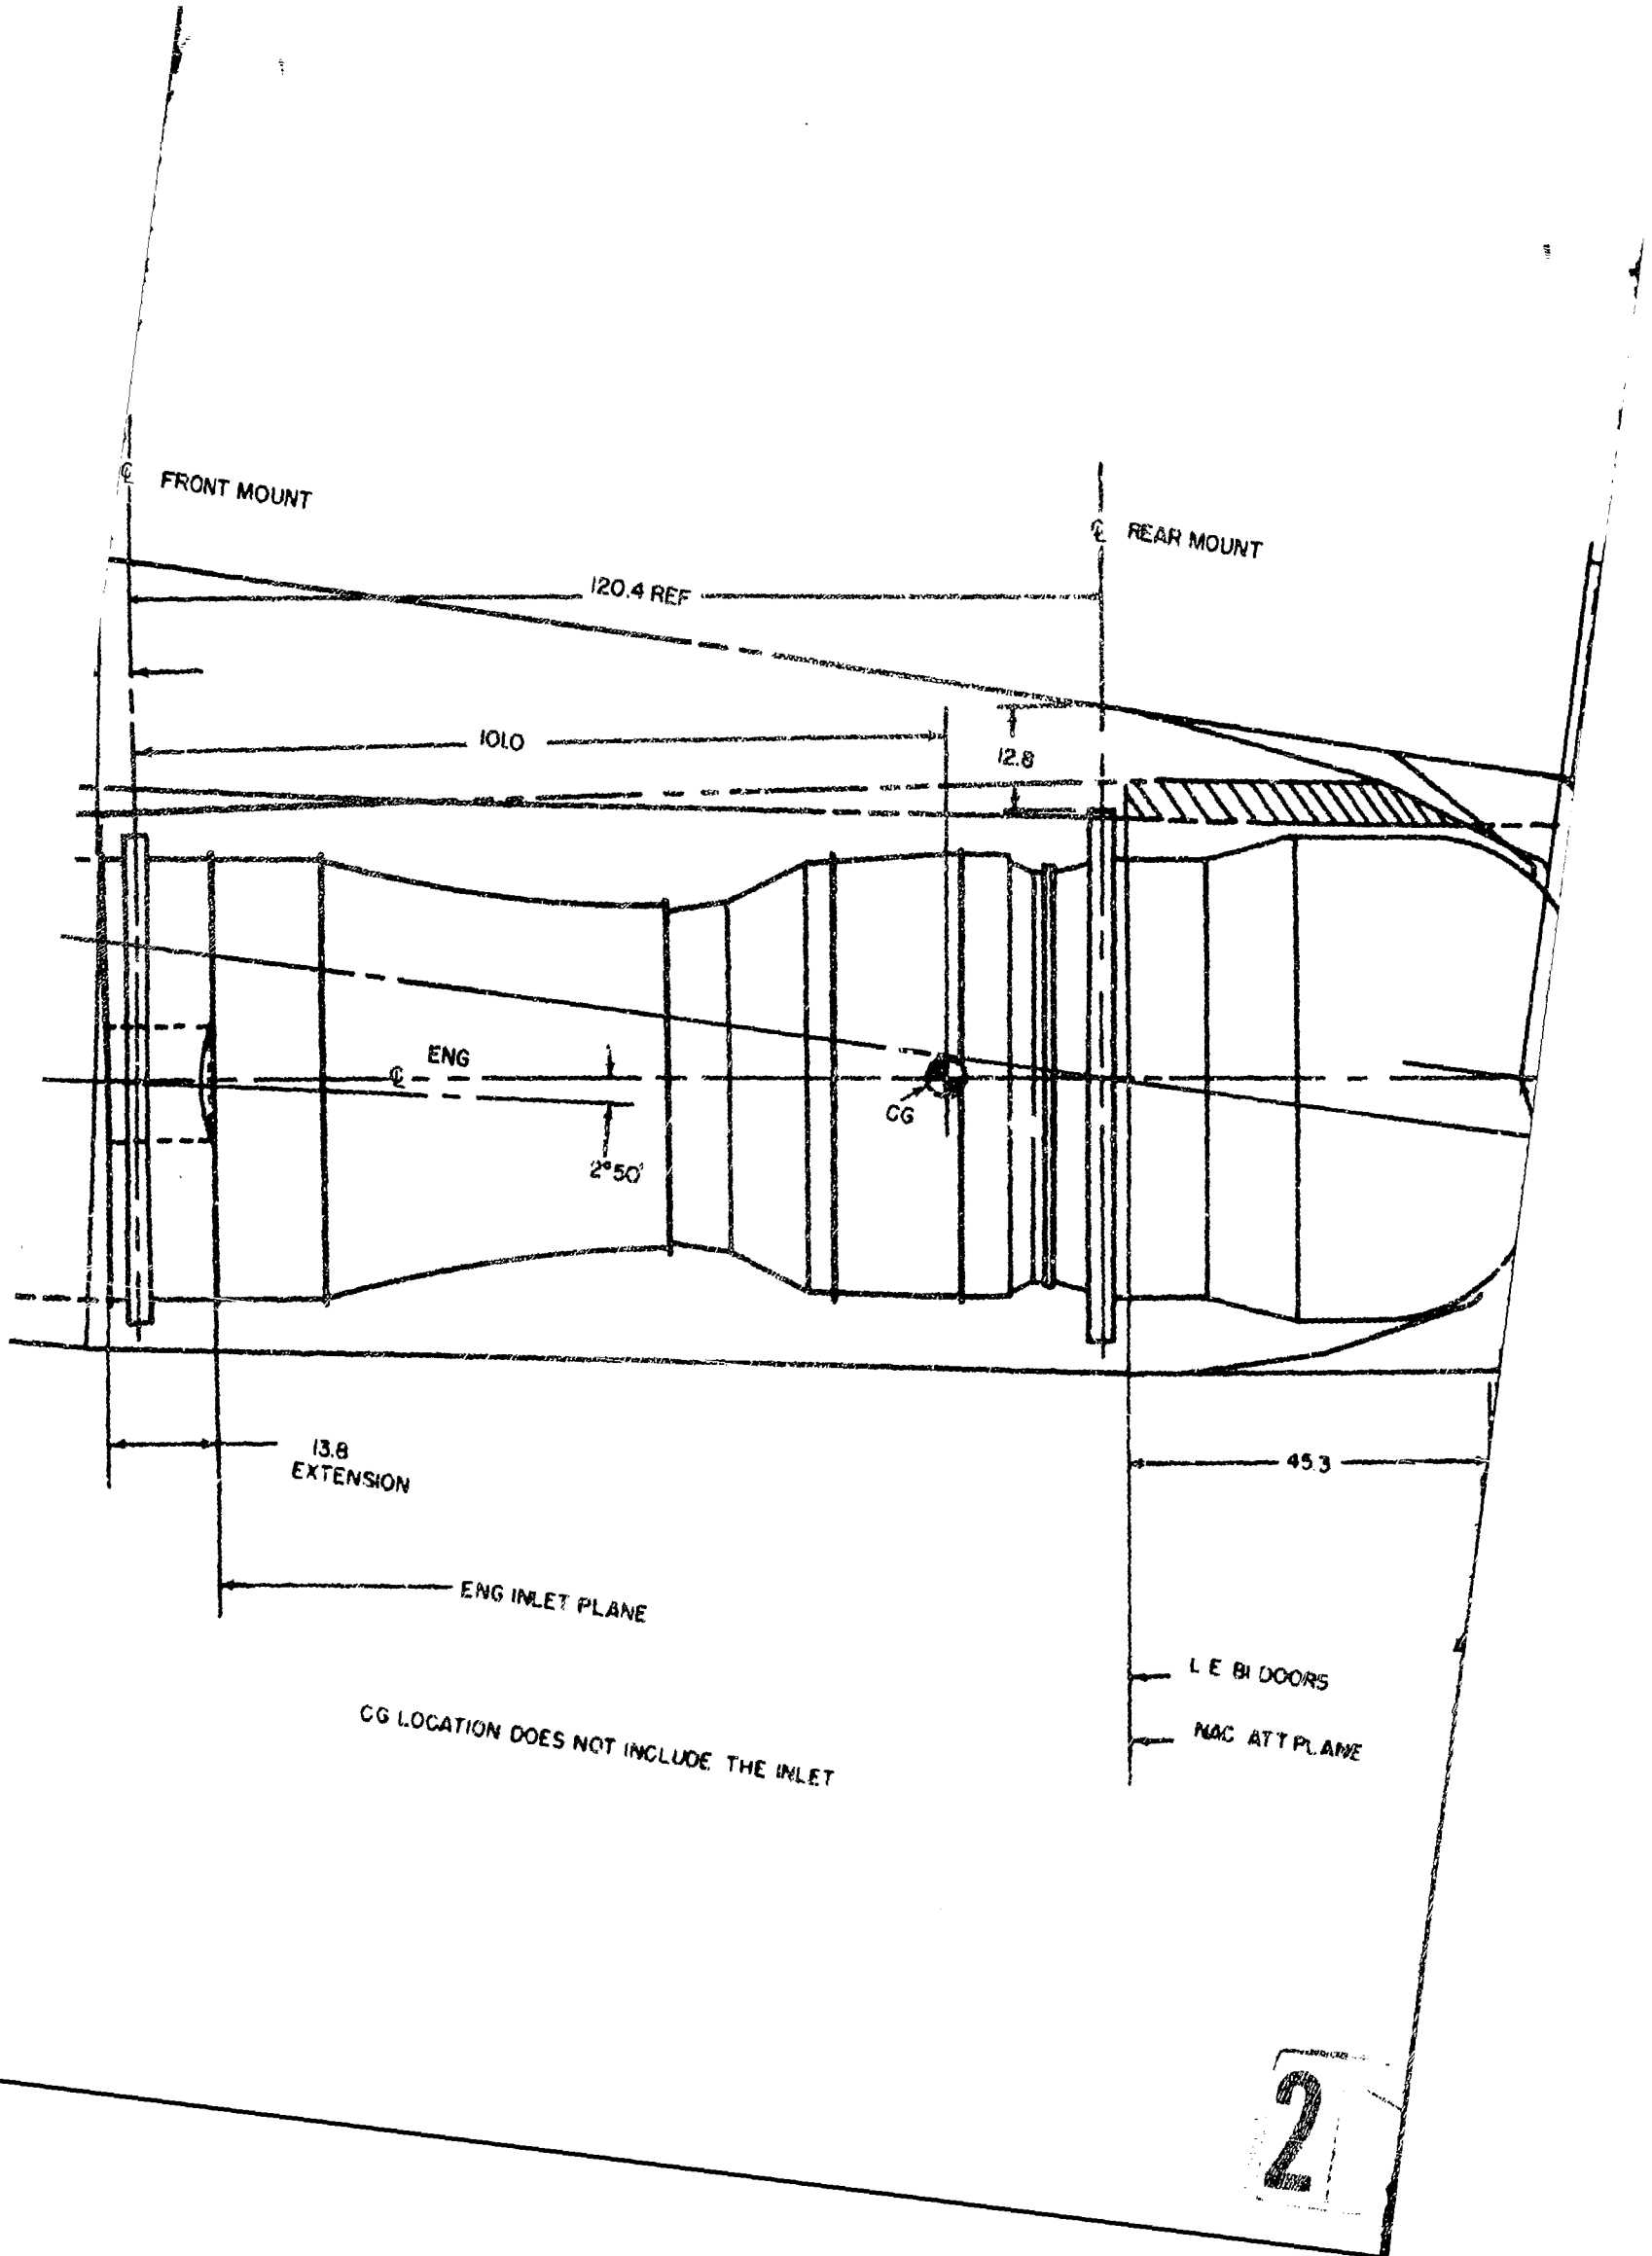 ℄ FRONT MOUNT
℄ REAR MOUNT
120.4 REF
101.0
12.8
℄ ENG
CG
2°50'
13.8
EXTENSION
45.3
ENG INLET PLANE
L E BI DOORS
NAC ATT PLANE
CG LOCATION DOES NOT INCLUDE THE INLET
2